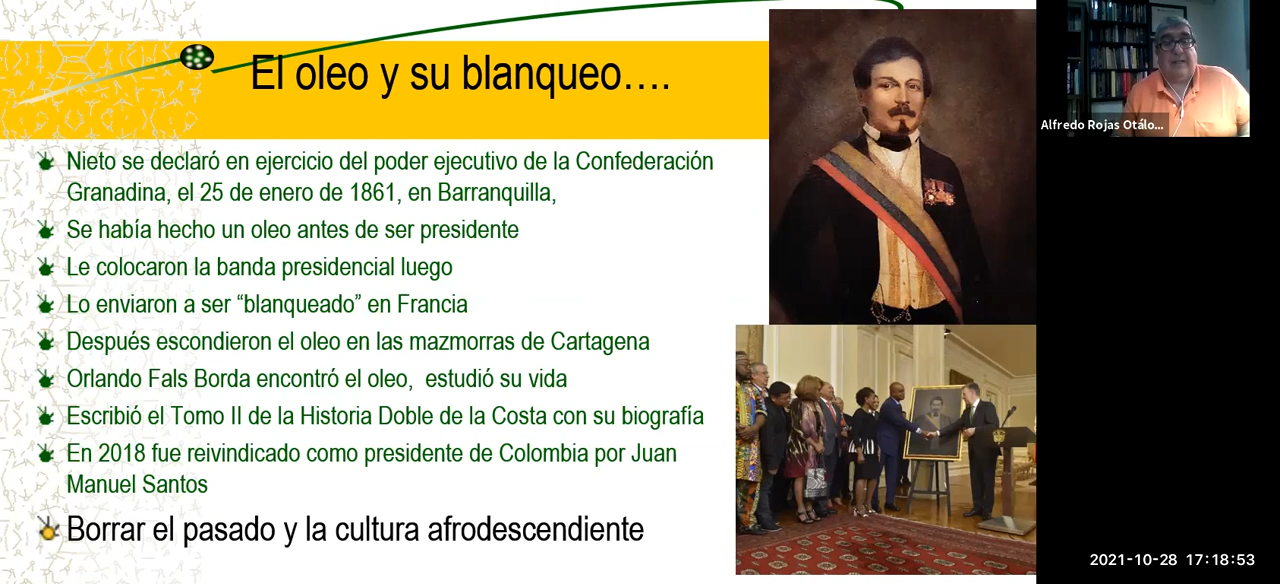 El oleo y su blanqueo....
Nieto se declaró en ejercicio del poder ejecutivo de la Confederación
Granadina, el 25 de enero de 1861, en Barranquilla,
Se había hecho un oleo antes de ser presidente
Le colocaron la banda presidencial luego
Lo enviaron a ser “blanqueado” en Francia
Después escondieron el oleo en las mazmorras de Cartagena
Orlando Fals Borda encontró el oleo, estudió su vida
Escribió el Tomo II de la Historia Doble de la Costa con su biografía
En 2018 fue reivindicado como presidente de Colombia por Juan
Manuel Santos
Borrar el pasado y la cultura afrodescendiente
Alfredo Rojas Otálo...
2021-10-28 17:18:53